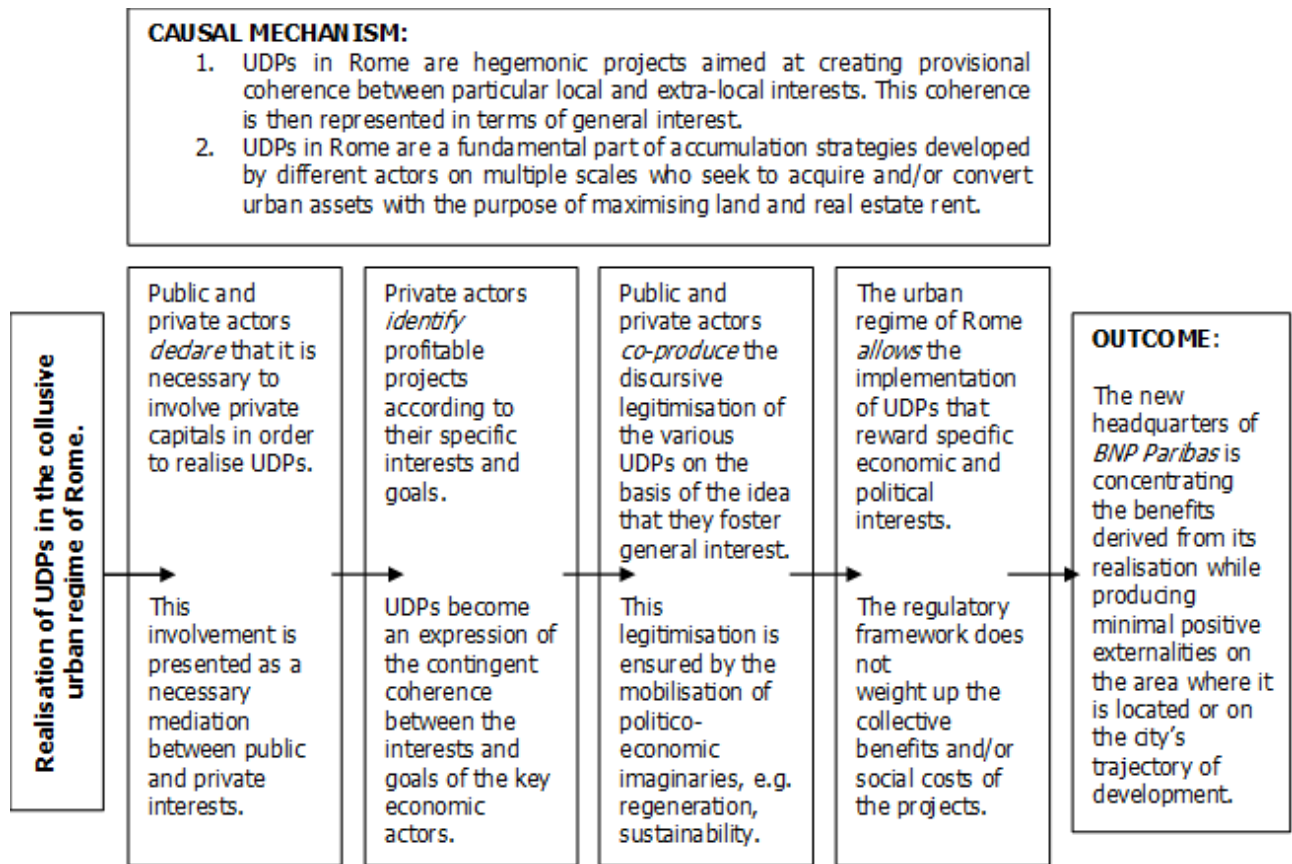 CAUSAL MECHANISM:
1. UDPs in Rome are hegemonic projects aimed at creating provisional
coherence between particular local and extra-local interests. This coherence
is then represented in terms of general interest.
2. UDPs in Rome are a fundamental part of accumulation strategies developed
by different actors on multiple scales who seek to acquire and/or convert
urban assets with the purpose of maximising land and real estate rent.
Realisation of UDPs in the collusive
urban regime of Rome.
Public and
private actors
declare that it is
necessary to
involve private
capitals in order
to realise UDPs.
This
involvement is
presented as a
necessary
mediation
between public
and private
interests.
Private actors
identify
profitable
projects
according to
their specific
interests and
goals.
UDPs become
an expression of
the contingent
coherence
between the
interests and
goals of the key
economic
actors.
Public and
private actors
co-produce the
discursive
legitimisation of
the various
UDPs on the
basis of the idea
that they foster
general interest.
This
legitimisation is
ensured by the
mobilisation of
politico-
economic
imaginaries, e.g.
regeneration,
sustainability.
The urban
regime of Rome
allows the
implementation
of UDPs that
reward specific
economic and
political
interests.
The regulatory
framework does
not
weight up the
collective
benefits and/or
social costs of
the projects.
OUTCOME:
The new
headquarters of
BNP Paribas is
concentrating
the benefits
derived from its
realisation while
producing
minimal positive
externalities on
the area where it
is located or on
the city's
trajectory of
development.